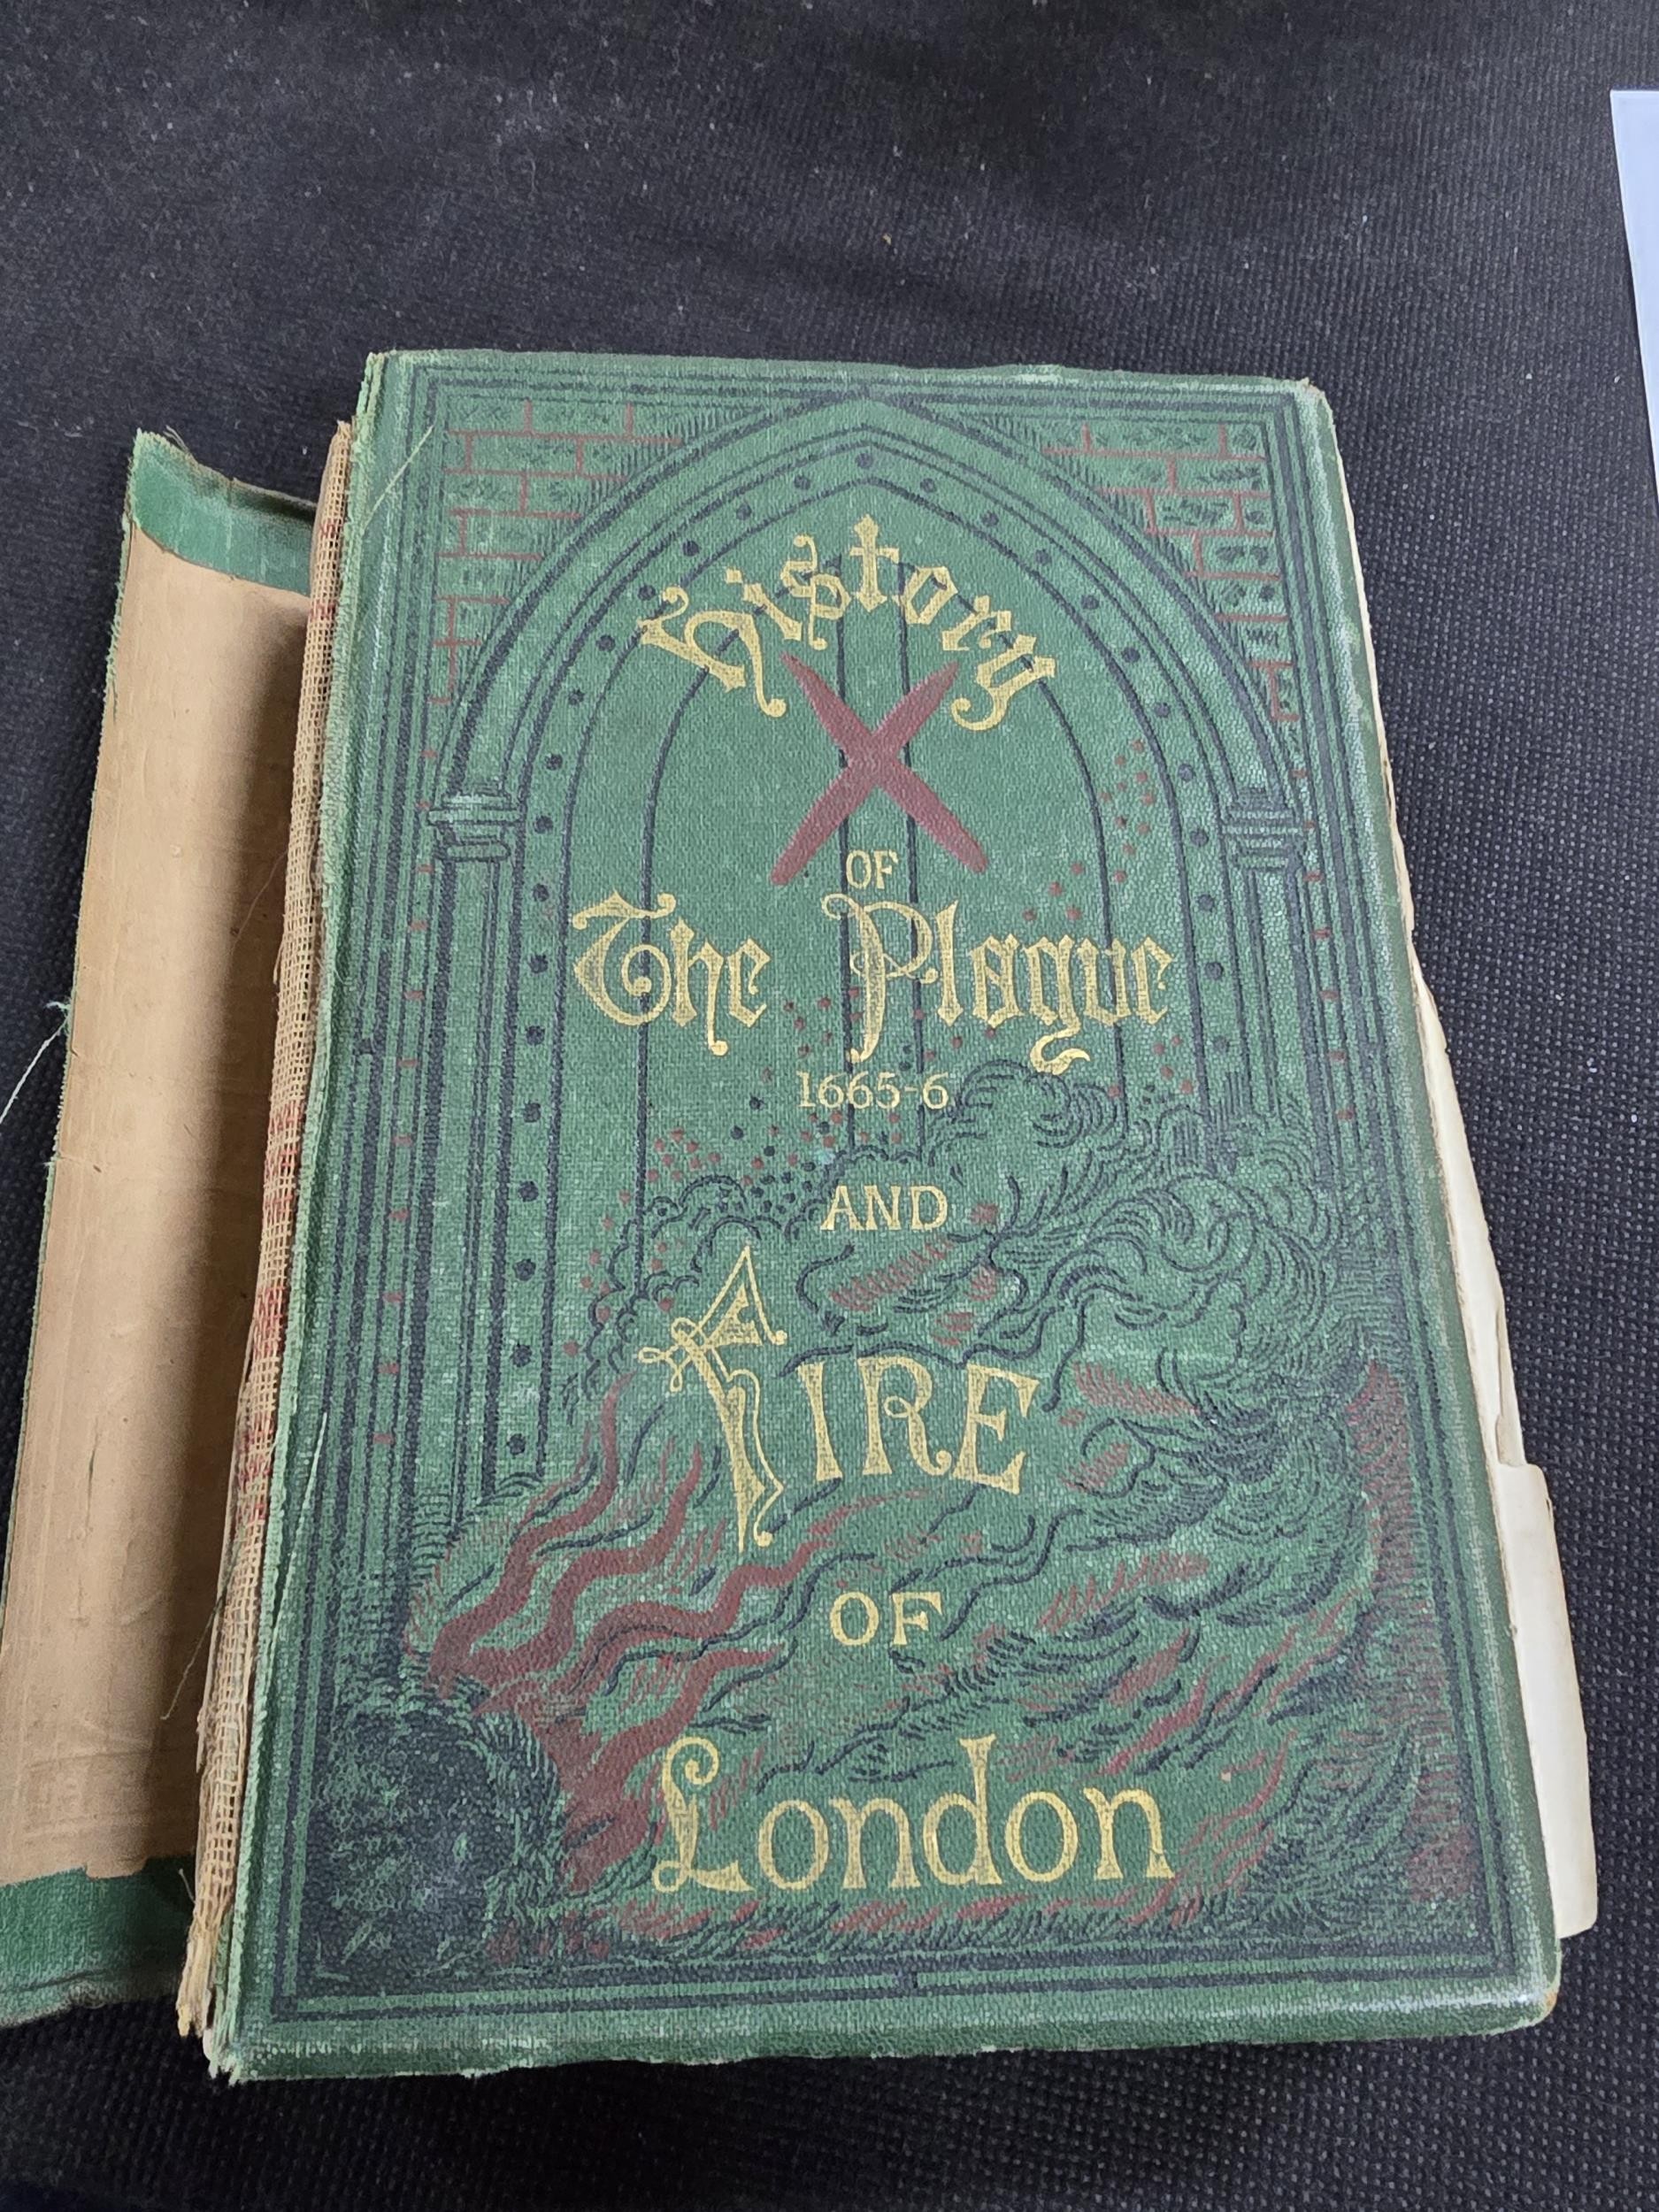 History
OF
The Plague
1665-6
AND
FIRE
OF
London